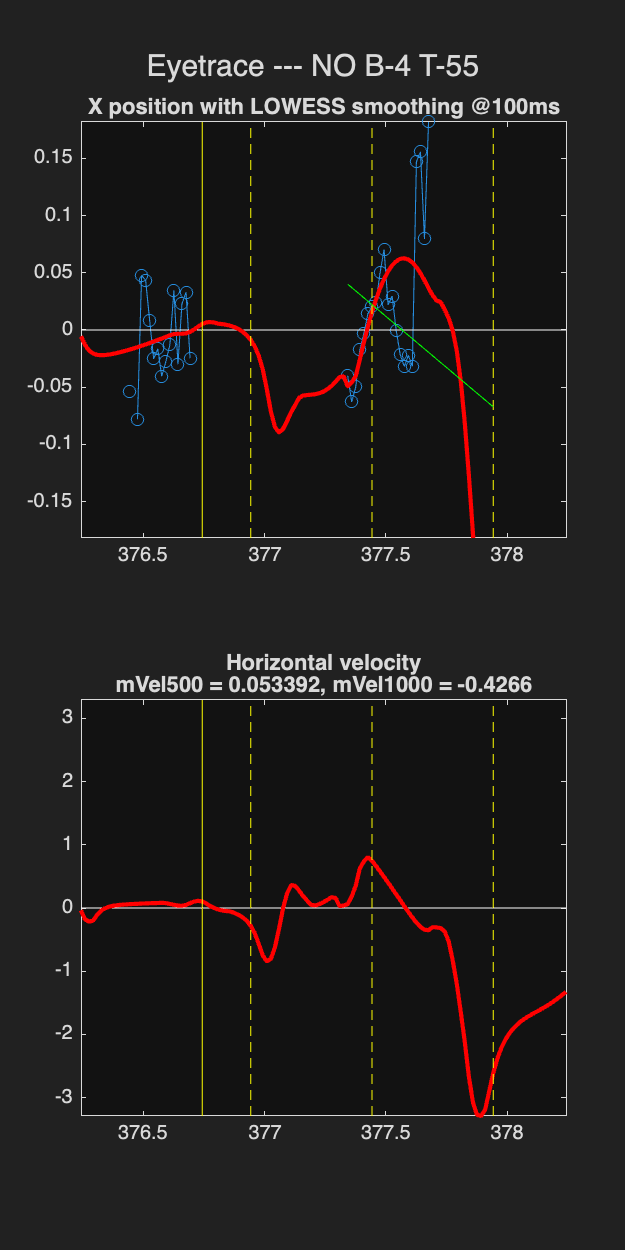 Eyetrace --- NO B-4 T-55
X position with LOWESS smoothing @100ms
0.15
0.1
0.05
0
-0.05
-0.1
-0.15
376.5 377 377.5 378
Horizontal velocity
mVel500 = 0.053392, mVel1000 = -0.4266
3
2
1
0
-1
-2
-3
376.5 377 377.5 378